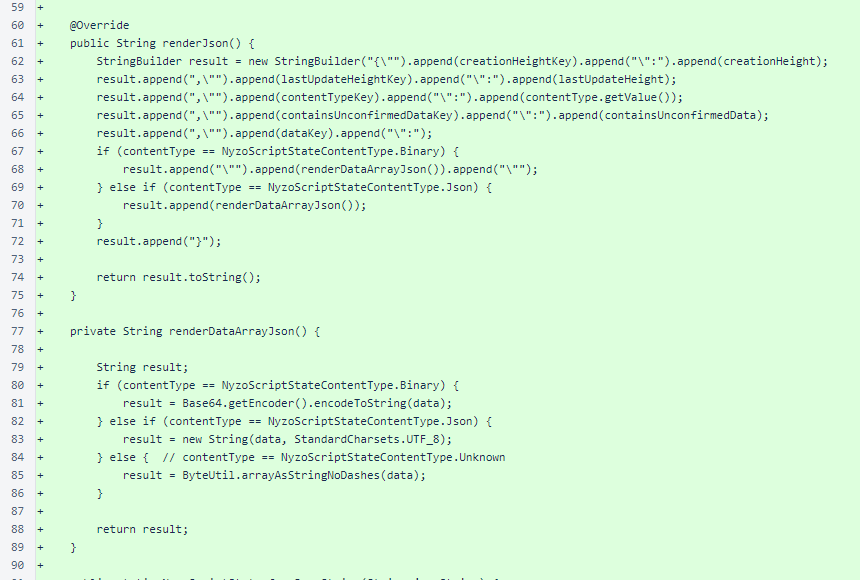 59 +
60 +     @Override
61 +     public String renderJson() {
62 +         StringBuilder result = new StringBuilder("{\"").append(creationHeightKey).append("\":").append(creationHeight);
63 +         result.append(",\"").append(lastUpdateHeightKey).append("\":").append(lastUpdateHeight);
64 +         result.append(",\"").append(contentTypeKey).append("\":").append(contentType.getValue());
65 +         result.append(",\"").append(containsUnconfirmedDataKey).append("\":").append(containsUnconfirmedData);
66 +         result.append(",\"").append(dataKey).append("\":");
67 +         if (contentType == NyzoScriptStateContentType.Binary) {
68 +             result.append("\"").append(renderDataArrayJson()).append("\"");
69 +         } else if (contentType == NyzoScriptStateContentType.Json) {
70 +             result.append(renderDataArrayJson());
71 +         }
72 +         result.append("}");
73 +
74 +         return result.toString();
75 +     }
76 +
77 +     private String renderDataArrayJson() {
78 +
79 +         String result;
80 +         if (contentType == NyzoScriptStateContentType.Binary) {
81 +             result = Base64.getEncoder().encodeToString(data);
82 +         } else if (contentType == NyzoScriptStateContentType.Json) {
83 +             result = new String(data, StandardCharsets.UTF_8);
84 +         } else {  // contentType == NyzoScriptStateContentType.Unknown
85 +             result = ByteUtil.arrayAsStringNoDashes(data);
86 +         }
87 +
88 +         return result;
89 +     }
90 +